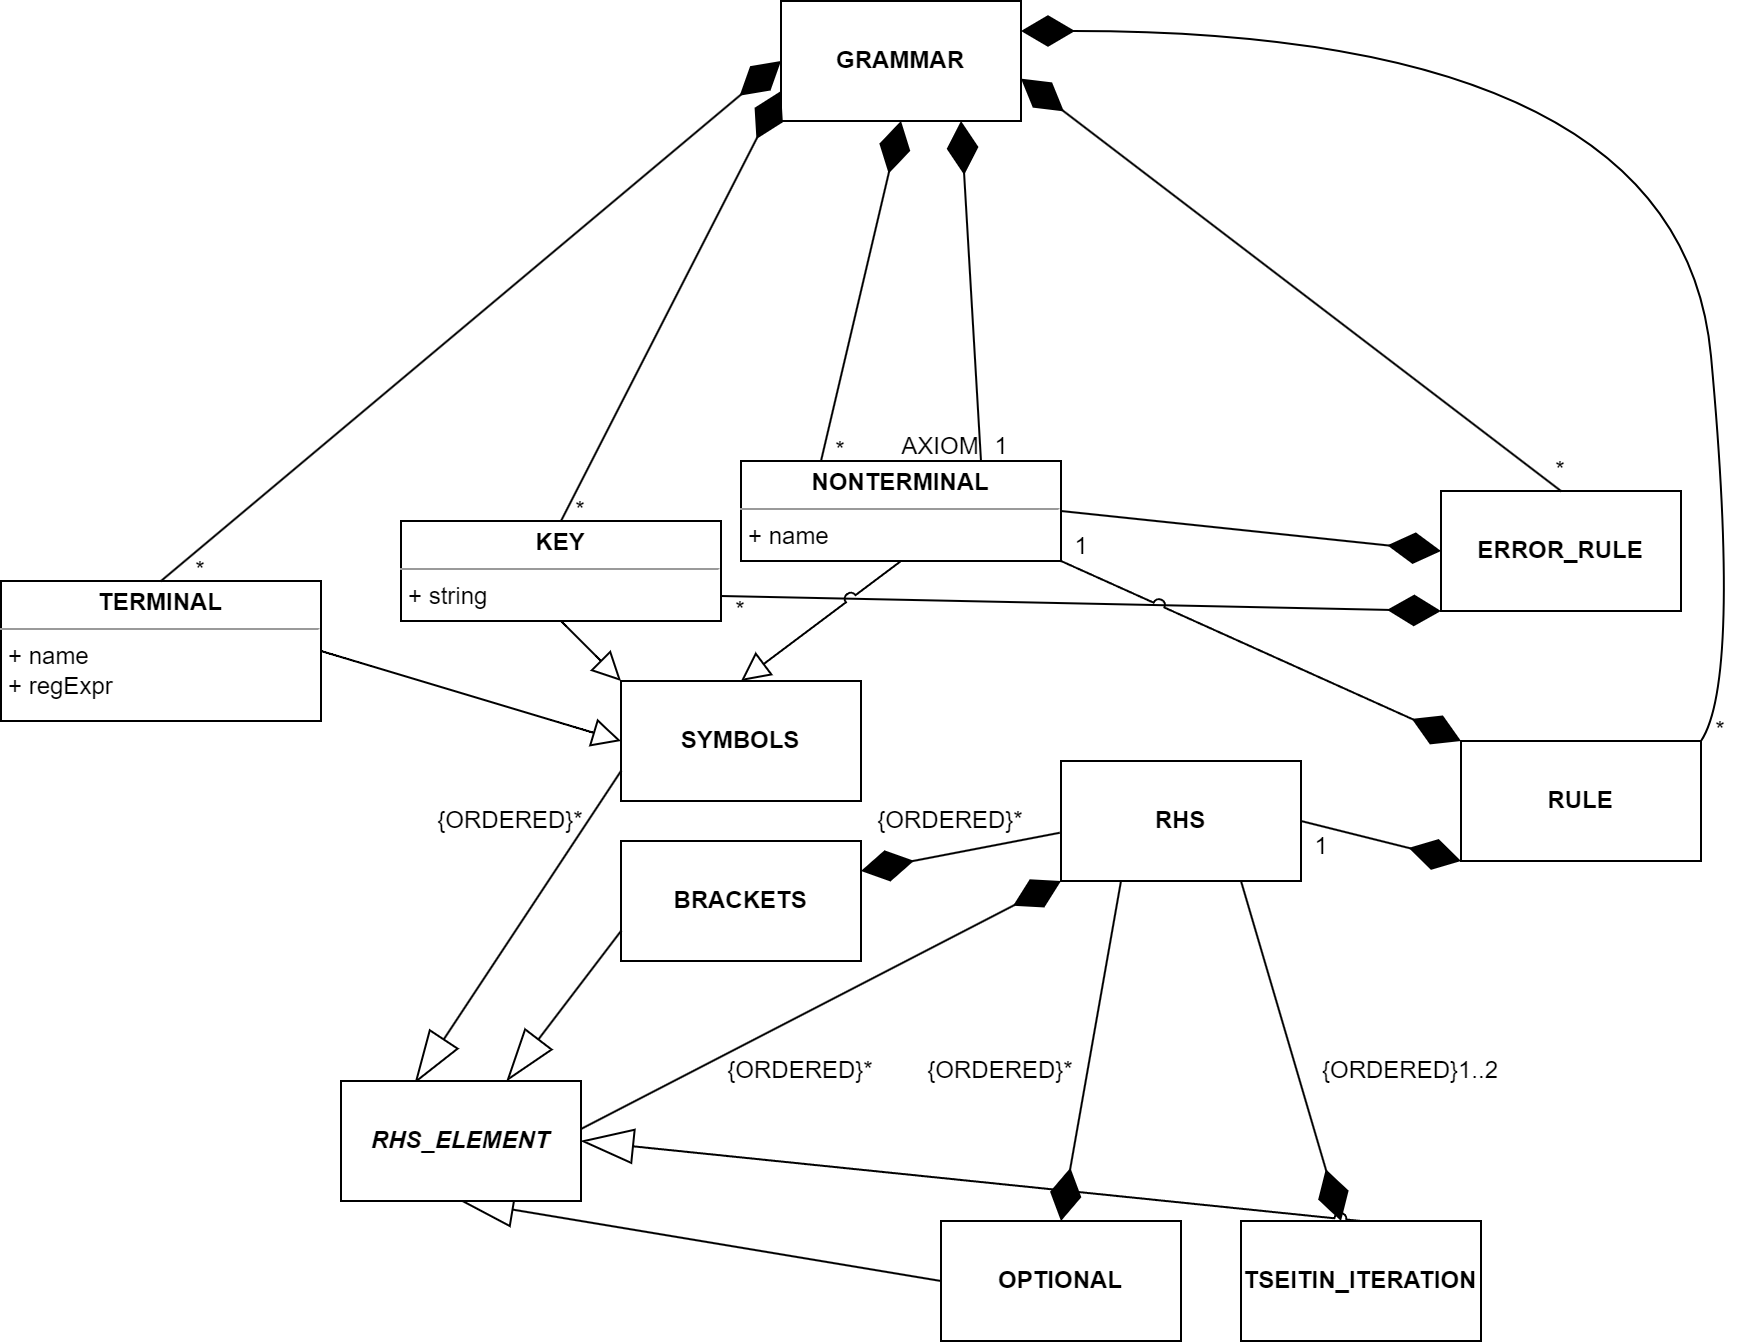 GRAMMAR
*
AXIOM 1
NONTERMINAL
+ name
*
ERROR_RULE
*
KEY
+ string
1
*
*
TERMINAL
+ name
+ regExpr
SYMBOLS
*
RULE
{ORDERED}*
{ORDERED}*
RHS
1
BRACKETS
{ORDERED}*
{ORDERED}*
{ORDERED}1..2
RHS_ELEMENT
OPTIONAL
TSEITIN_ITERATION